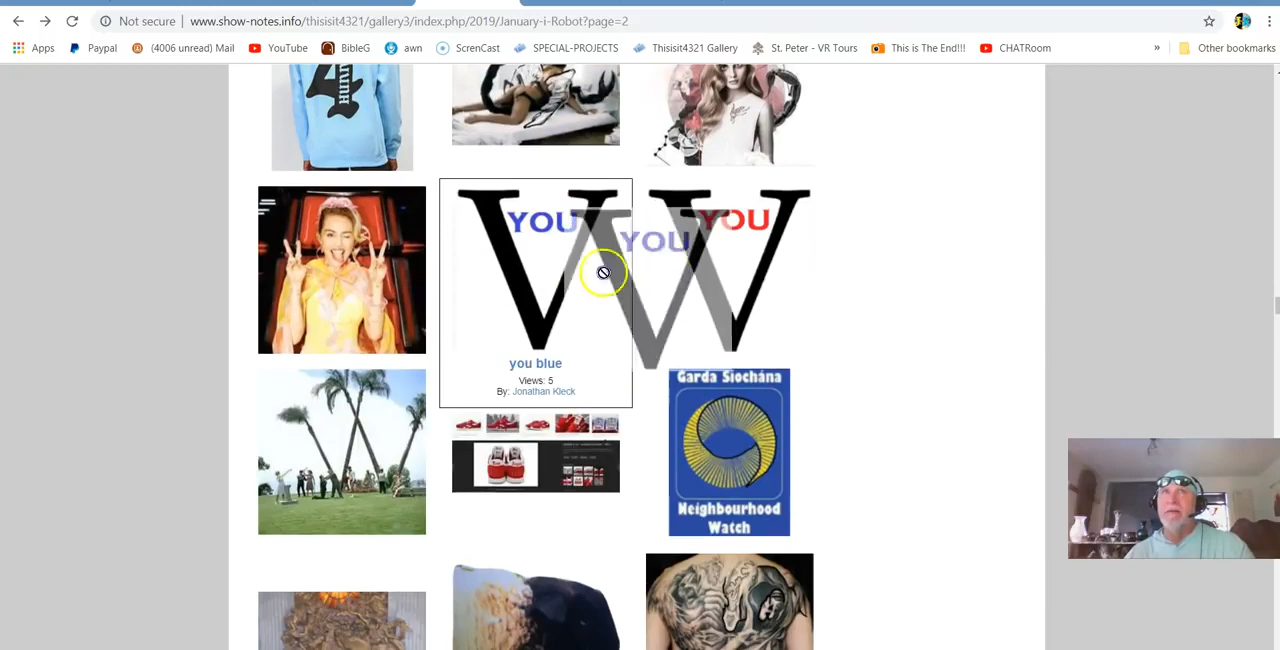 Not secure | www.show-notes.info/thisisit4321/gallery3/index.php/2019/January-i-Robot?page=2
Apps Paypal (4006 unread) Mail YouTube BibleG awn ScrenCast SPECIAL-PROJECTS Thisisit4321 Gallery St. Peter - VR Tours This is The End!!! CHATRoom » Other bookmarks
4
V YOU
V YOU
V YOU
you blue
Views: 5
By: Jonathan Kleck
Garda Síochána
Neighbourhood
Watch